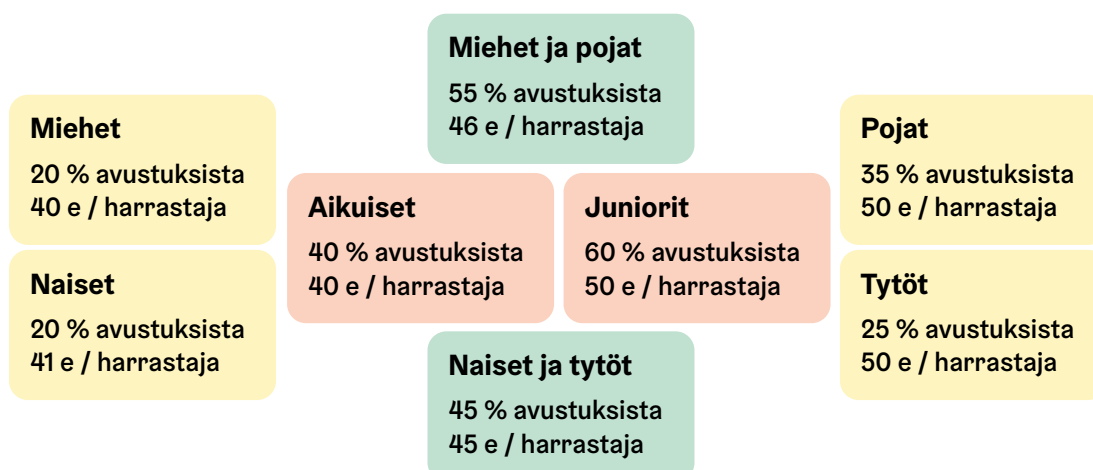 Miehet ja pojat
55 % avustuksista
46 e / harrastaja
Miehet
20 % avustuksista
40 e / harrastaja
Pojat
35 % avustuksista
50 e / harrastaja
Aikuiset
40 % avustuksista
40 e / harrastaja
Juniorit
60 % avustuksista
50 e / harrastaja
Naiset
20 % avustuksista
41 e / harrastaja
Tytöt
25 % avustuksista
50 e / harrastaja
Naiset ja tytöt
45 % avustuksista
45 e / harrastaja